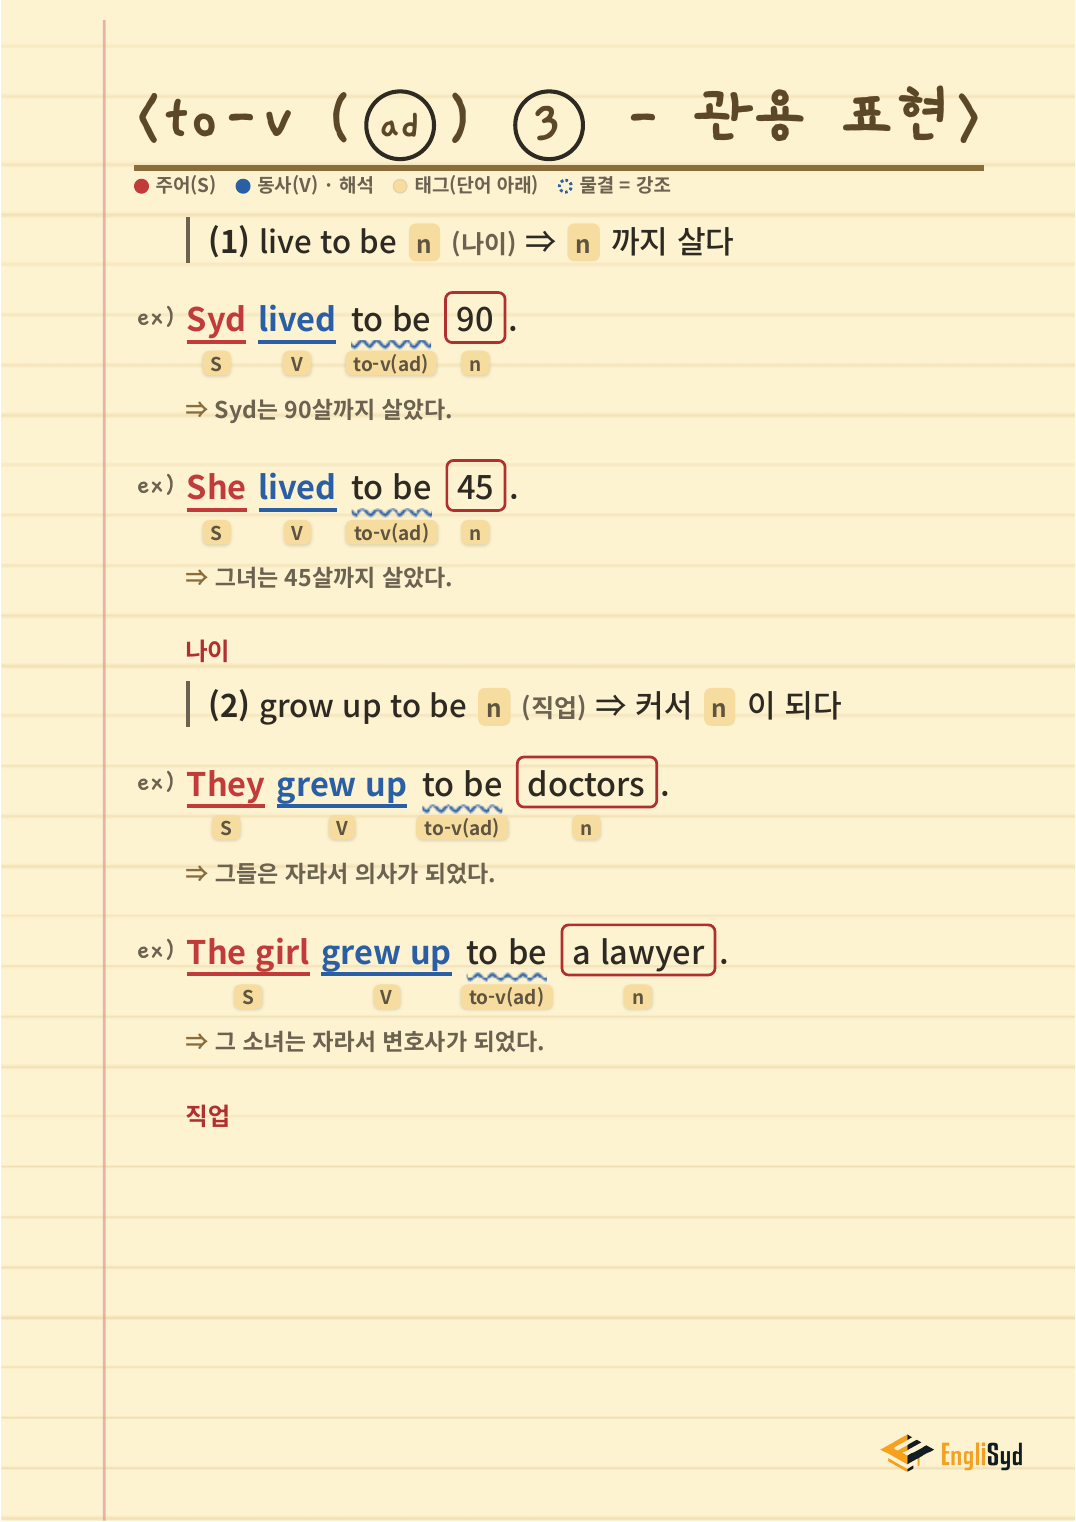 <to-v (ad) ③ - 관용 표현>
주어(S) 동사(V) · 해석 태그(단어 아래) 물결 = 강조
(1) live to be n (나이) ⇒ n 까지 살다
ex) Syd lived to be 90.
S V to-v(ad) n
⇒ Syd는 90살까지 살았다.
ex) She lived to be 45.
S V to-v(ad) n
⇒ 그녀는 45살까지 살았다.
나이
(2) grow up to be n (직업) ⇒ 커서 n 이 되다
ex) They grew up to be doctors.
S V to-v(ad) n
⇒ 그들은 자라서 의사가 되었다.
ex) The girl grew up to be a lawyer.
S V to-v(ad) n
⇒ 그 소녀는 자라서 변호사가 되었다.
직업
EngliSyd